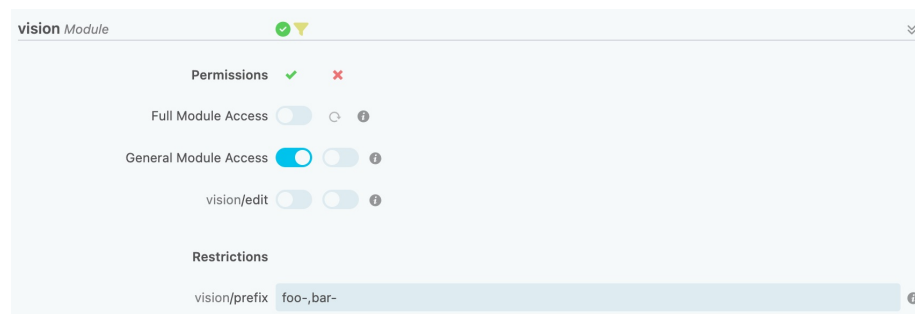 vision Module
Permissions
Full Module Access
General Module Access
vision/edit
Restrictions
vision/prefix foo-,bar-